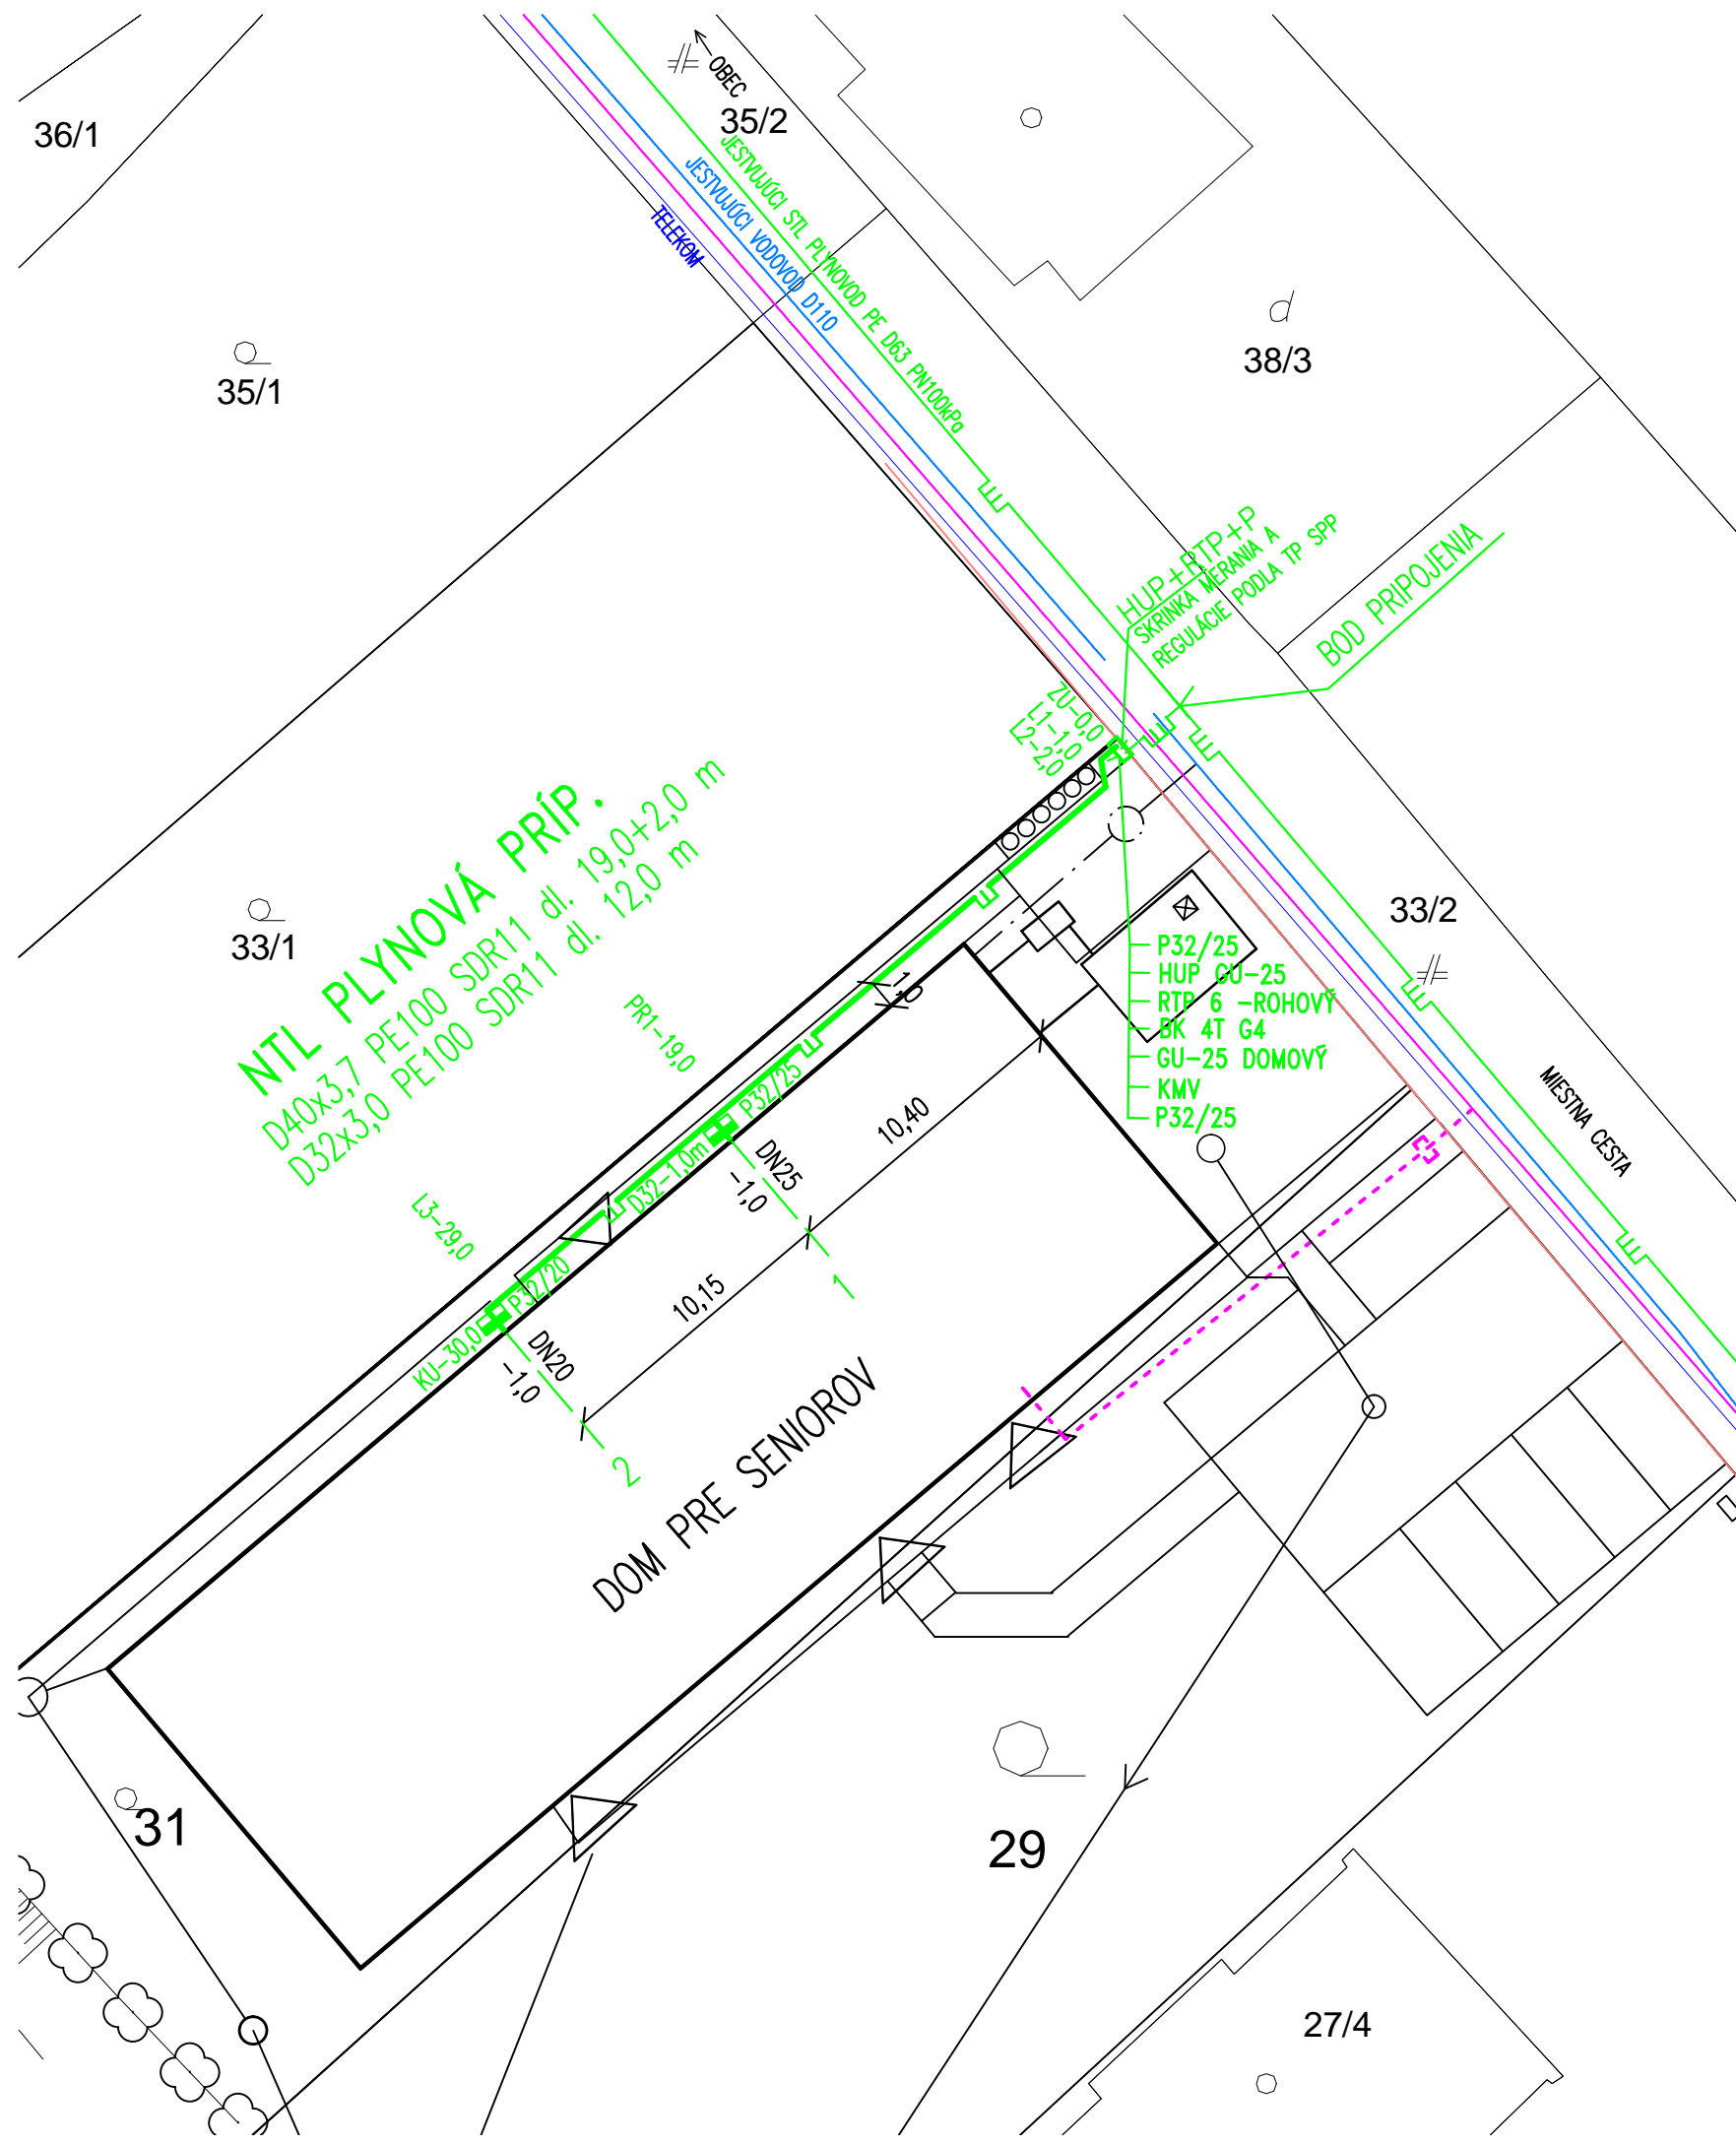 OBEC
35/2
36/1
JESTVUJÚCI STL PLYNOVOD PE D63 PN100kPa
JESTVUJÚCI VODOVOD D110
TELEKOM
38/3
35/1
HUP+RTP+P
SKRINKA MERANIA A
REGULÁCIE PODLA TP SPP
BOD PRIPOJENIA
ZU-0,0
L1-1,0
L2-2,0
NTL PLYNOVÁ PRÍP.
D40x3,7 PE100 SDR11 dl. 19,0+2,0 m
D32x3,0 PE100 SDR11 dl. 12,0 m
33/1
33/2
P32/25
HUP GU-25
RTP 6 -ROHOVÝ
BK 4T G4
GU-25 DOMOVÝ
KMV
P32/25
PR1-19,0
P32/25
10,40
MIESTNA CESTA
D32-1,0m
DN25
-1,0
L3-29,0
1
10,15
P32/20
KU-30,0
DN20
-1,0
2
DOM PRE SENIOROV
31
29
27/4